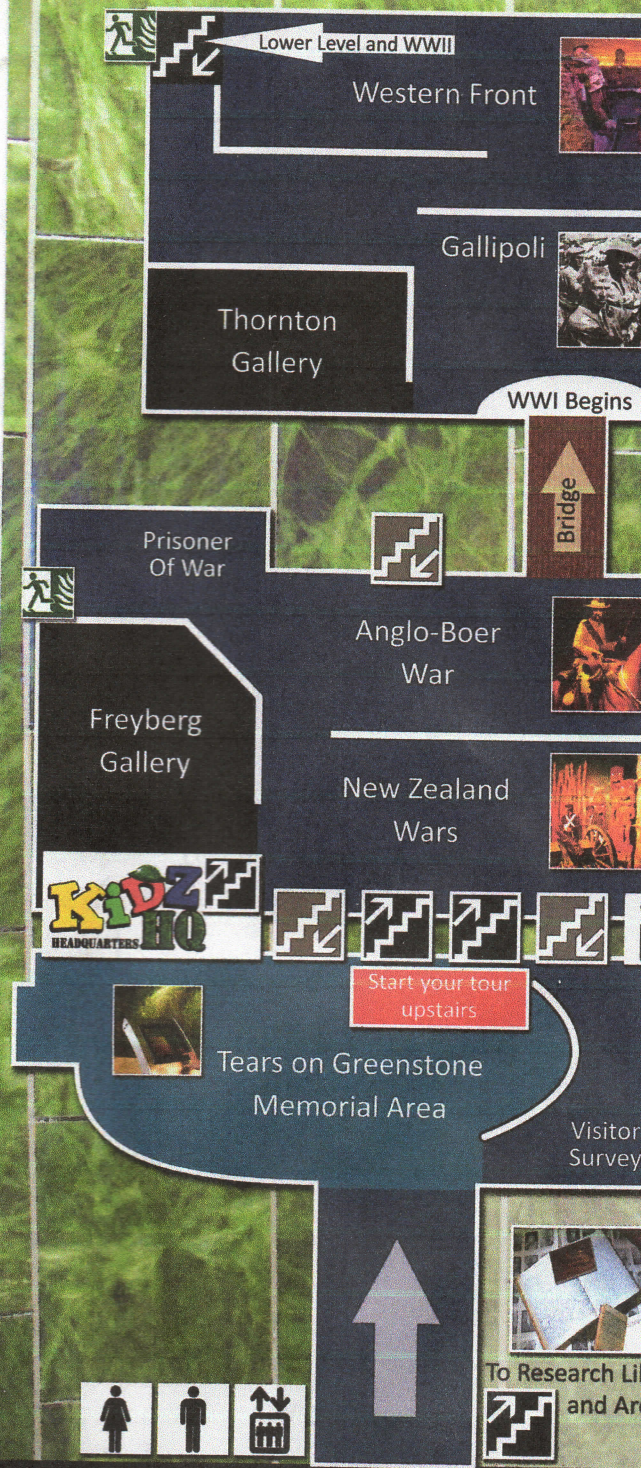 Lower Level and WWII
Western Front
Gallipoli
Thornton
Gallery
WWI Begins
Bridge
Prisoner
Of War
Anglo-Boer
War
Freyberg
Gallery
New Zealand
Wars
KiDZ
HEADQUARTERS HQ
Start your tour
upstairs
Tears on Greenstone
Memorial Area
Visitor
Survey
To Research
and